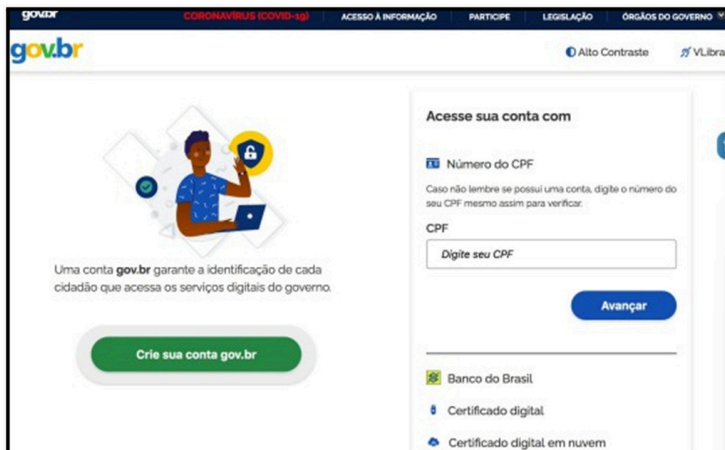 gov.br
CORONAVÍRUS (COVID-19)
ACESSO À INFORMAÇÃO
PARTICIPE
LEGISLAÇÃO
ÓRGÃOS DO GOVERNO
gov.br
Alto Contraste
VLibra
Acesse sua conta com
Número do CPF
Caso não lembre se possui uma conta, digite o número do
seu CPF mesmo assim para verificar.
CPF
Digite seu CPF
Avançar
Uma conta gov.br garante a identificação de cada
cidadão que acessa os serviços digitais do governo.
Crie sua conta gov.br
Banco do Brasil
Certificado digital
Certificado digital em nuvem